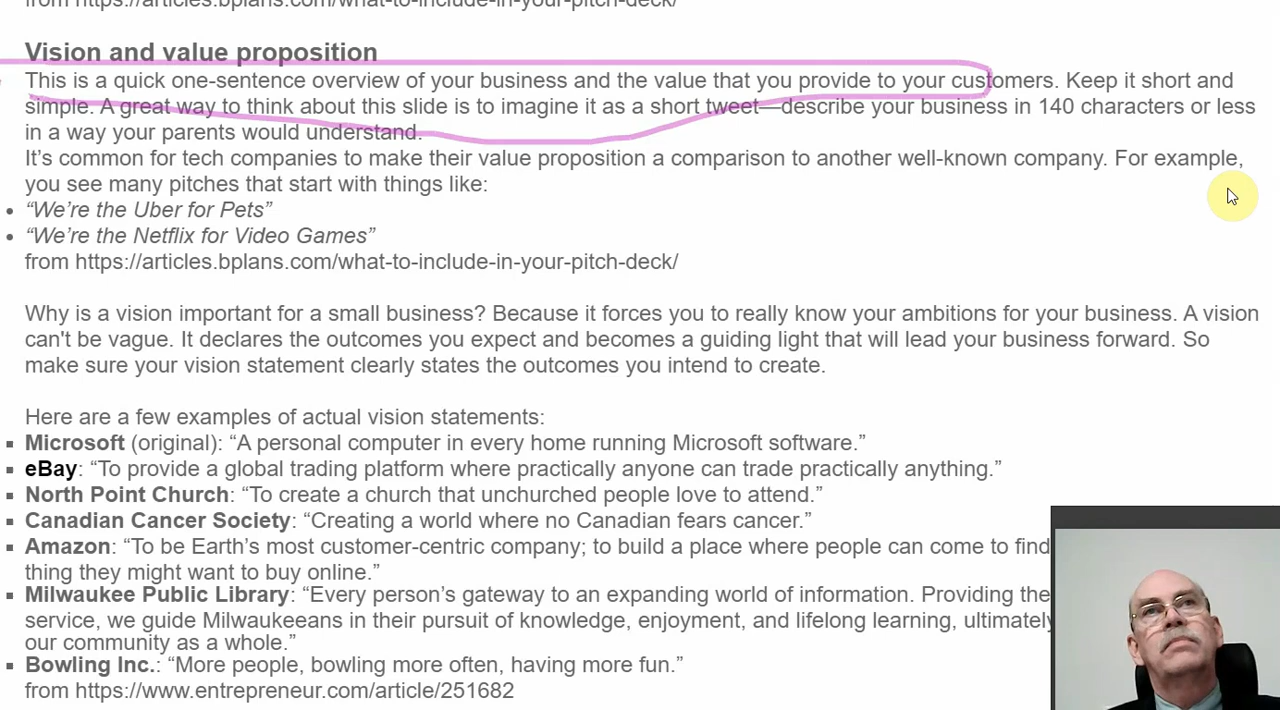 from https://articles.bplans.com/what-to-include-in-your-pitch-deck/
Vision and value proposition
This is a quick one-sentence overview of your business and the value that you provide to your customers. Keep it short and
simple. A great way to think about this slide is to imagine it as a short tweet—describe your business in 140 characters or less
in a way your parents would understand.
It’s common for tech companies to make their value proposition a comparison to another well-known company. For example,
you see many pitches that start with things like:
• “We’re the Uber for Pets”
• “We’re the Netflix for Video Games”
from https://articles.bplans.com/what-to-include-in-your-pitch-deck/
Why is a vision important for a small business? Because it forces you to really know your ambitions for your business. A vision
can't be vague. It declares the outcomes you expect and becomes a guiding light that will lead your business forward. So
make sure your vision statement clearly states the outcomes you intend to create.
Here are a few examples of actual vision statements:
▪ Microsoft (original): “A personal computer in every home running Microsoft software.”
▪ eBay: “To provide a global trading platform where practically anyone can trade practically anything.”
▪ North Point Church: “To create a church that unchurched people love to attend.”
▪ Canadian Cancer Society: “Creating a world where no Canadian fears cancer.”
▪ Amazon: “To be Earth’s most customer-centric company; to build a place where people can come to find
thing they might want to buy online.”
▪ Milwaukee Public Library: “Every person’s gateway to an expanding world of information. Providing the
service, we guide Milwaukeeans in their pursuit of knowledge, enjoyment, and lifelong learning, ultimately
our community as a whole.”
▪ Bowling Inc.: “More people, bowling more often, having more fun.”
from https://www.entrepreneur.com/article/251682